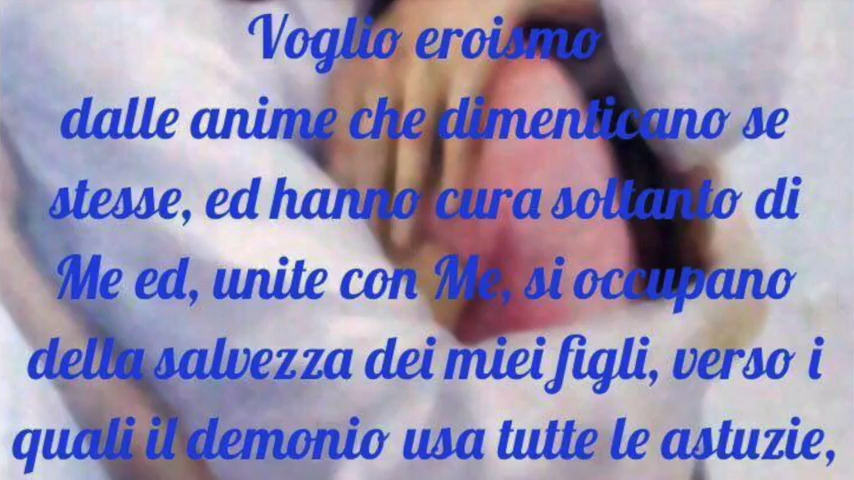 Voglio eroismo
dalle anime che dimenticano se
stesse, ed hanno cura soltanto di
Me ed, unite con Me, si occupano
della salvezza dei miei figli, verso i
quali il demonio usa tutte le astuzie,